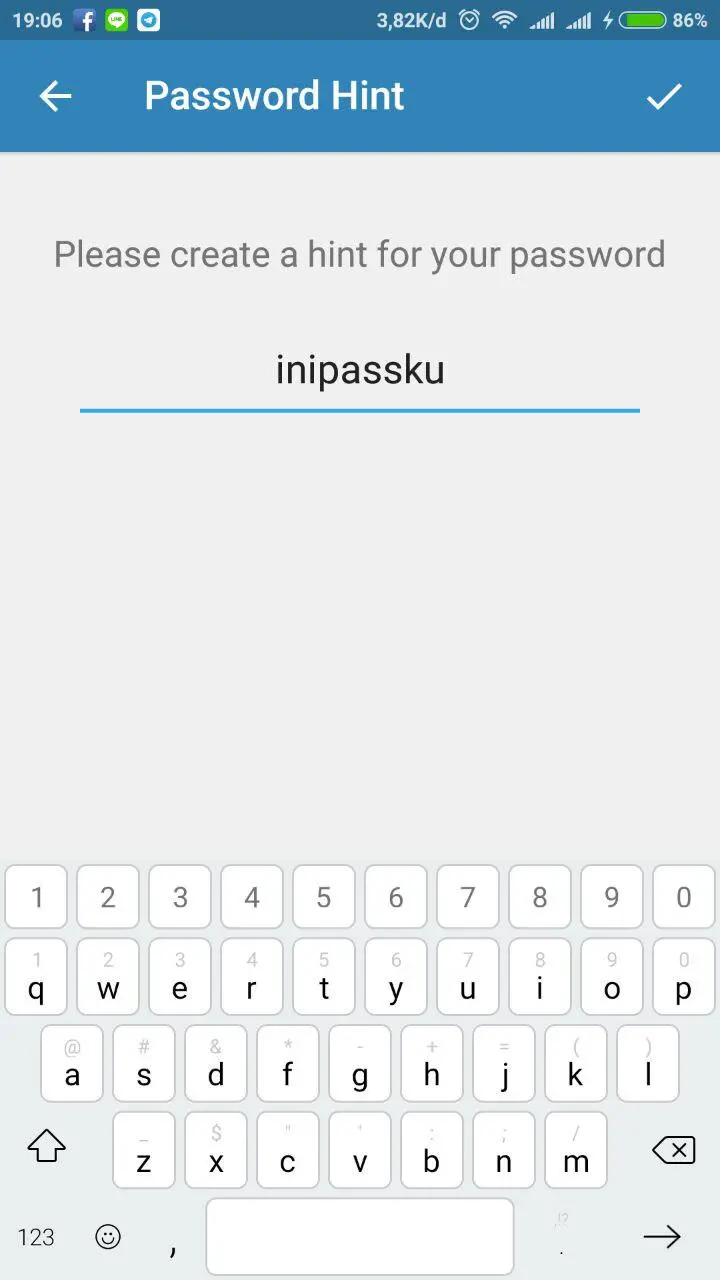 19:06 3,82K/d 86%
Password Hint
Please create a hint for your password
inipassku
1 2 3 4 5 6 7 8 9 0
1 2 3 4 5 6 7 8 9 0
q w e r t y u i o p
@ # & * - + = ( )
a s d f g h j k l
_ $ " ' : ; /
z x c v b n m
,!?
123 , .